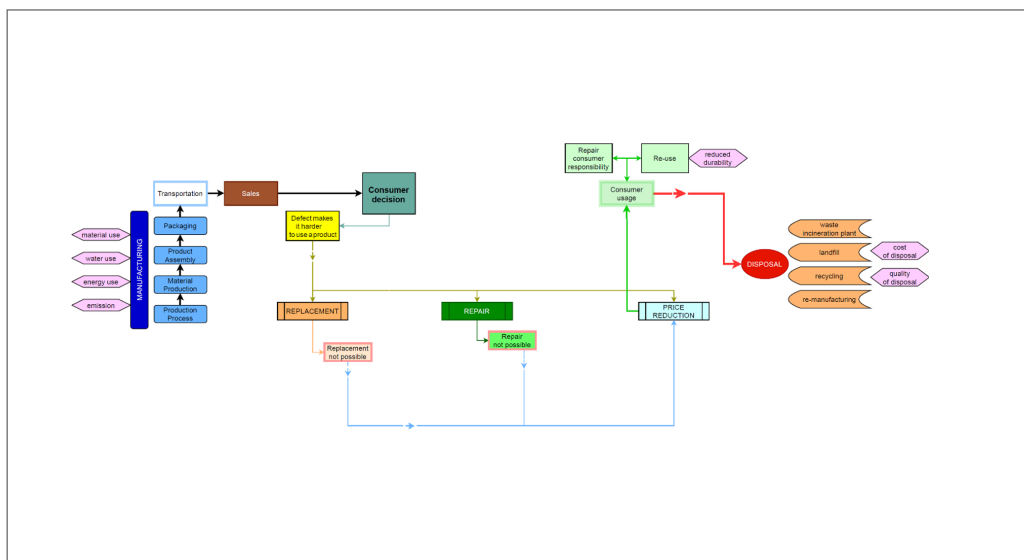 Repair
consumer
responsibility
Re-use
reduced
durability
Transportation
Sales
Consumer
decision
Consumer
usage
MANUFACTURING
material use
water use
energy use
emission
Packaging
Product
Assembly
Material
Production
Production
Process
Defect makes
it harder
to use a product
DISPOSAL
waste
incineration plant
landfill
recycling
re-manufacturing
cost
of disposal
quality
of disposal
REPLACEMENT
REPAIR
PRICE
REDUCTION
Replacement
not possible
Repair
not possible